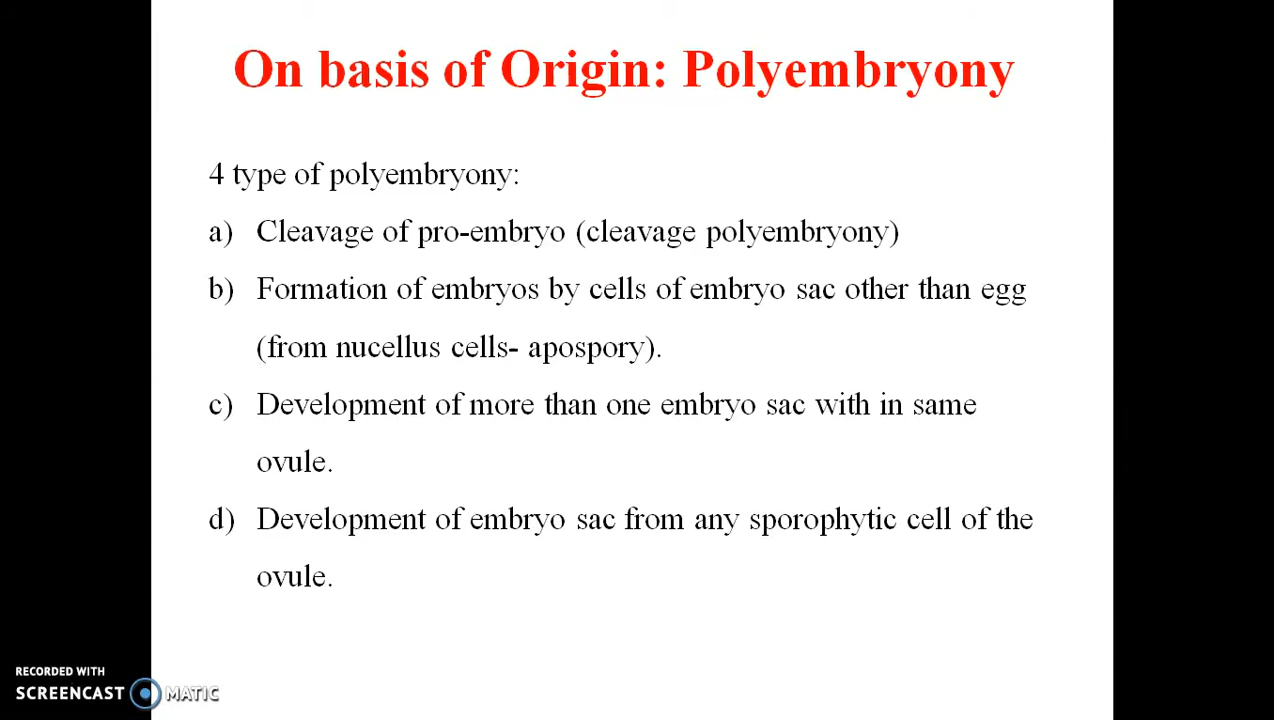 On basis of Origin: Polyembryony
4 type of polyembryony:
a) Cleavage of pro-embryo (cleavage polyembryony)
b) Formation of embryos by cells of embryo sac other than egg
(from nucellus cells- apospory).
c) Development of more than one embryo sac with in same
ovule.
d) Development of embryo sac from any sporophytic cell of the
ovule.
RECORDED WITH
SCREENCAST MATIC